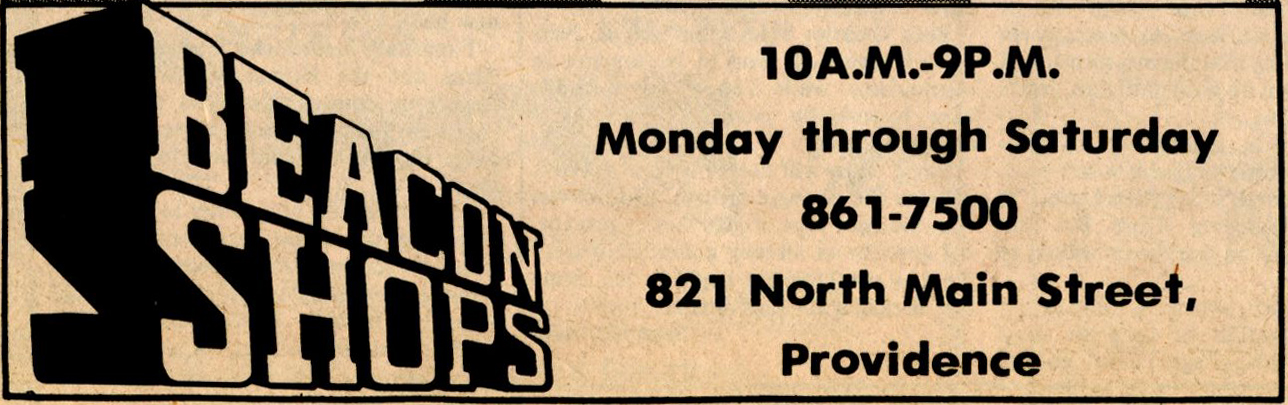 BEACON
SHOPS
10A.M.-9P.M.
Monday through Saturday
861-7500
821 North Main Street,
Providence